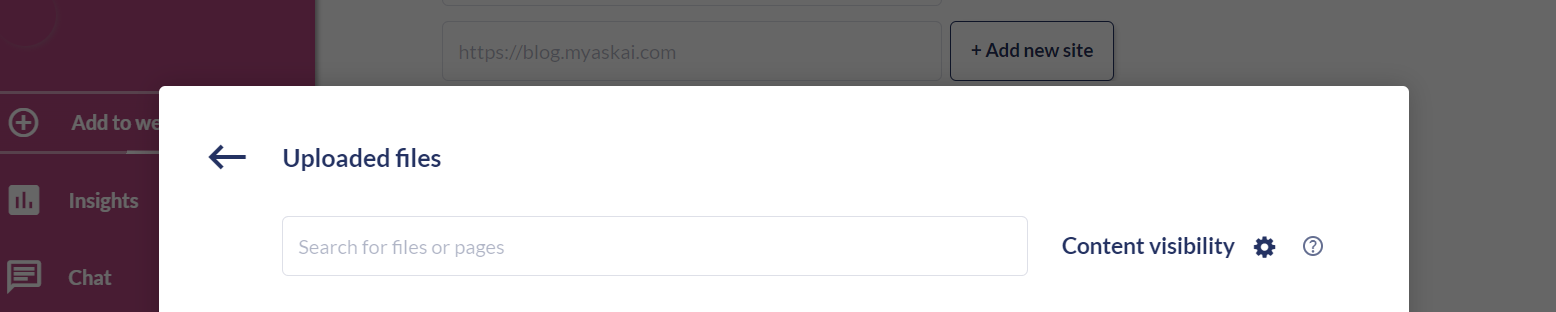 https://blog.myaskai.com
+ Add new site
Add to we
Uploaded files
Insights
Search for files or pages
Content visibility
Chat